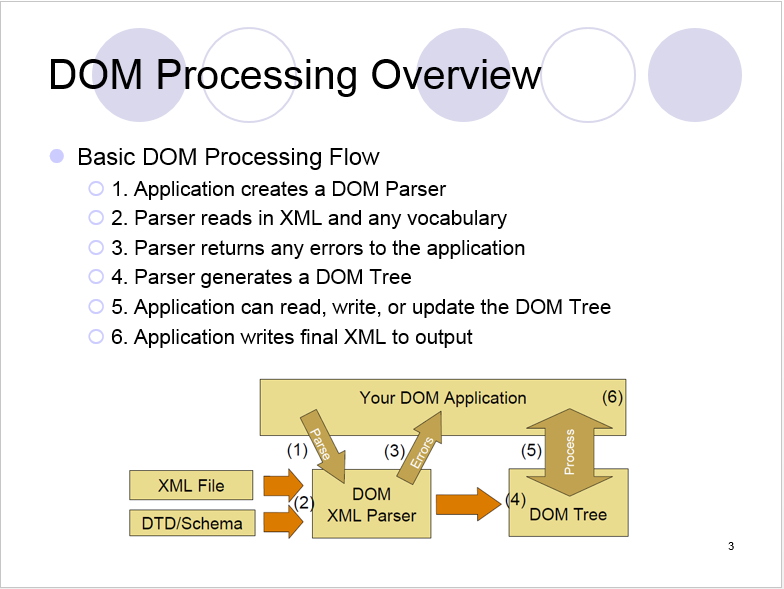 DOM Processing Overview
Basic DOM Processing Flow
1. Application creates a DOM Parser
2. Parser reads in XML and any vocabulary
3. Parser returns any errors to the application
4. Parser generates a DOM Tree
5. Application can read, write, or update the DOM Tree
6. Application writes final XML to output
Your DOM Application
(6)
Parse
Errors
Process
(1)
(3)
(5)
XML File
DTD/Schema
(2)
DOM
XML Parser
(4)
DOM Tree
3